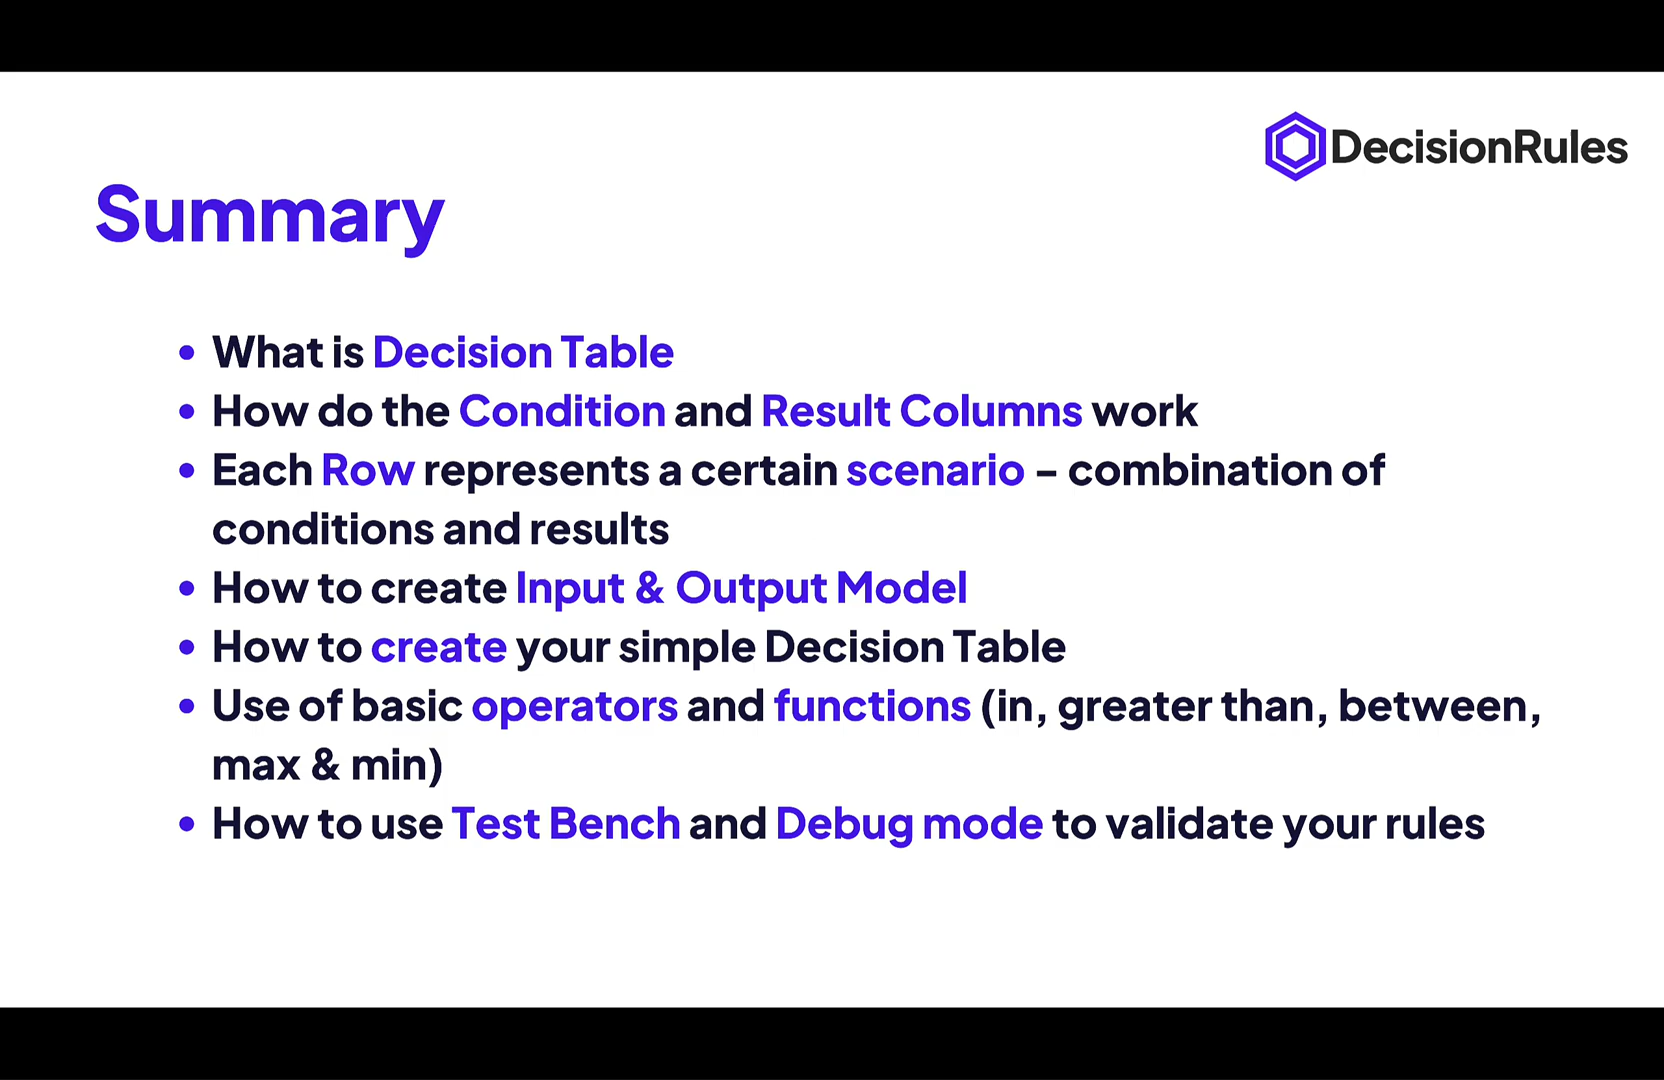 DecisionRules
Summary
• What is Decision Table
• How do the Condition and Result Columns work
• Each Row represents a certain scenario – combination of
conditions and results
• How to create Input & Output Model
• How to create your simple Decision Table
• Use of basic operators and functions (in, greater than, between,
max & min)
• How to use Test Bench and Debug mode to validate your rules